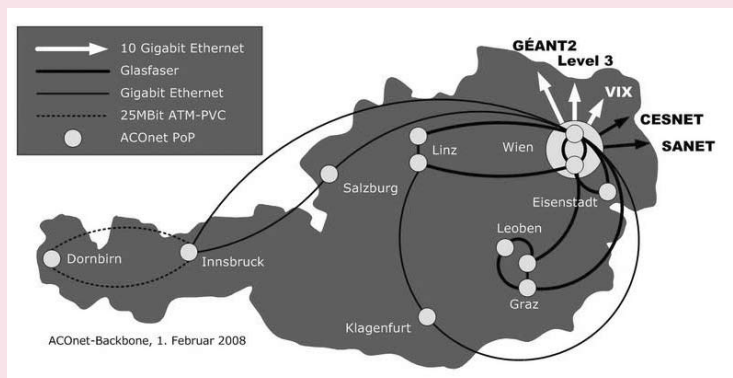 10 Gigabit Ethernet
Glasfaser
Gigabit Ethernet
25MBit ATM-PVC
ACOnet PoP
GÉANT2
Level 3
VIX
CESNET
SANET
Linz
Wien
Salzburg
Eisenstadt
Leoben
Dornbirn
Innsbruck
Graz
Klagenfurt
ACOnet-Backbone, 1. Februar 2008